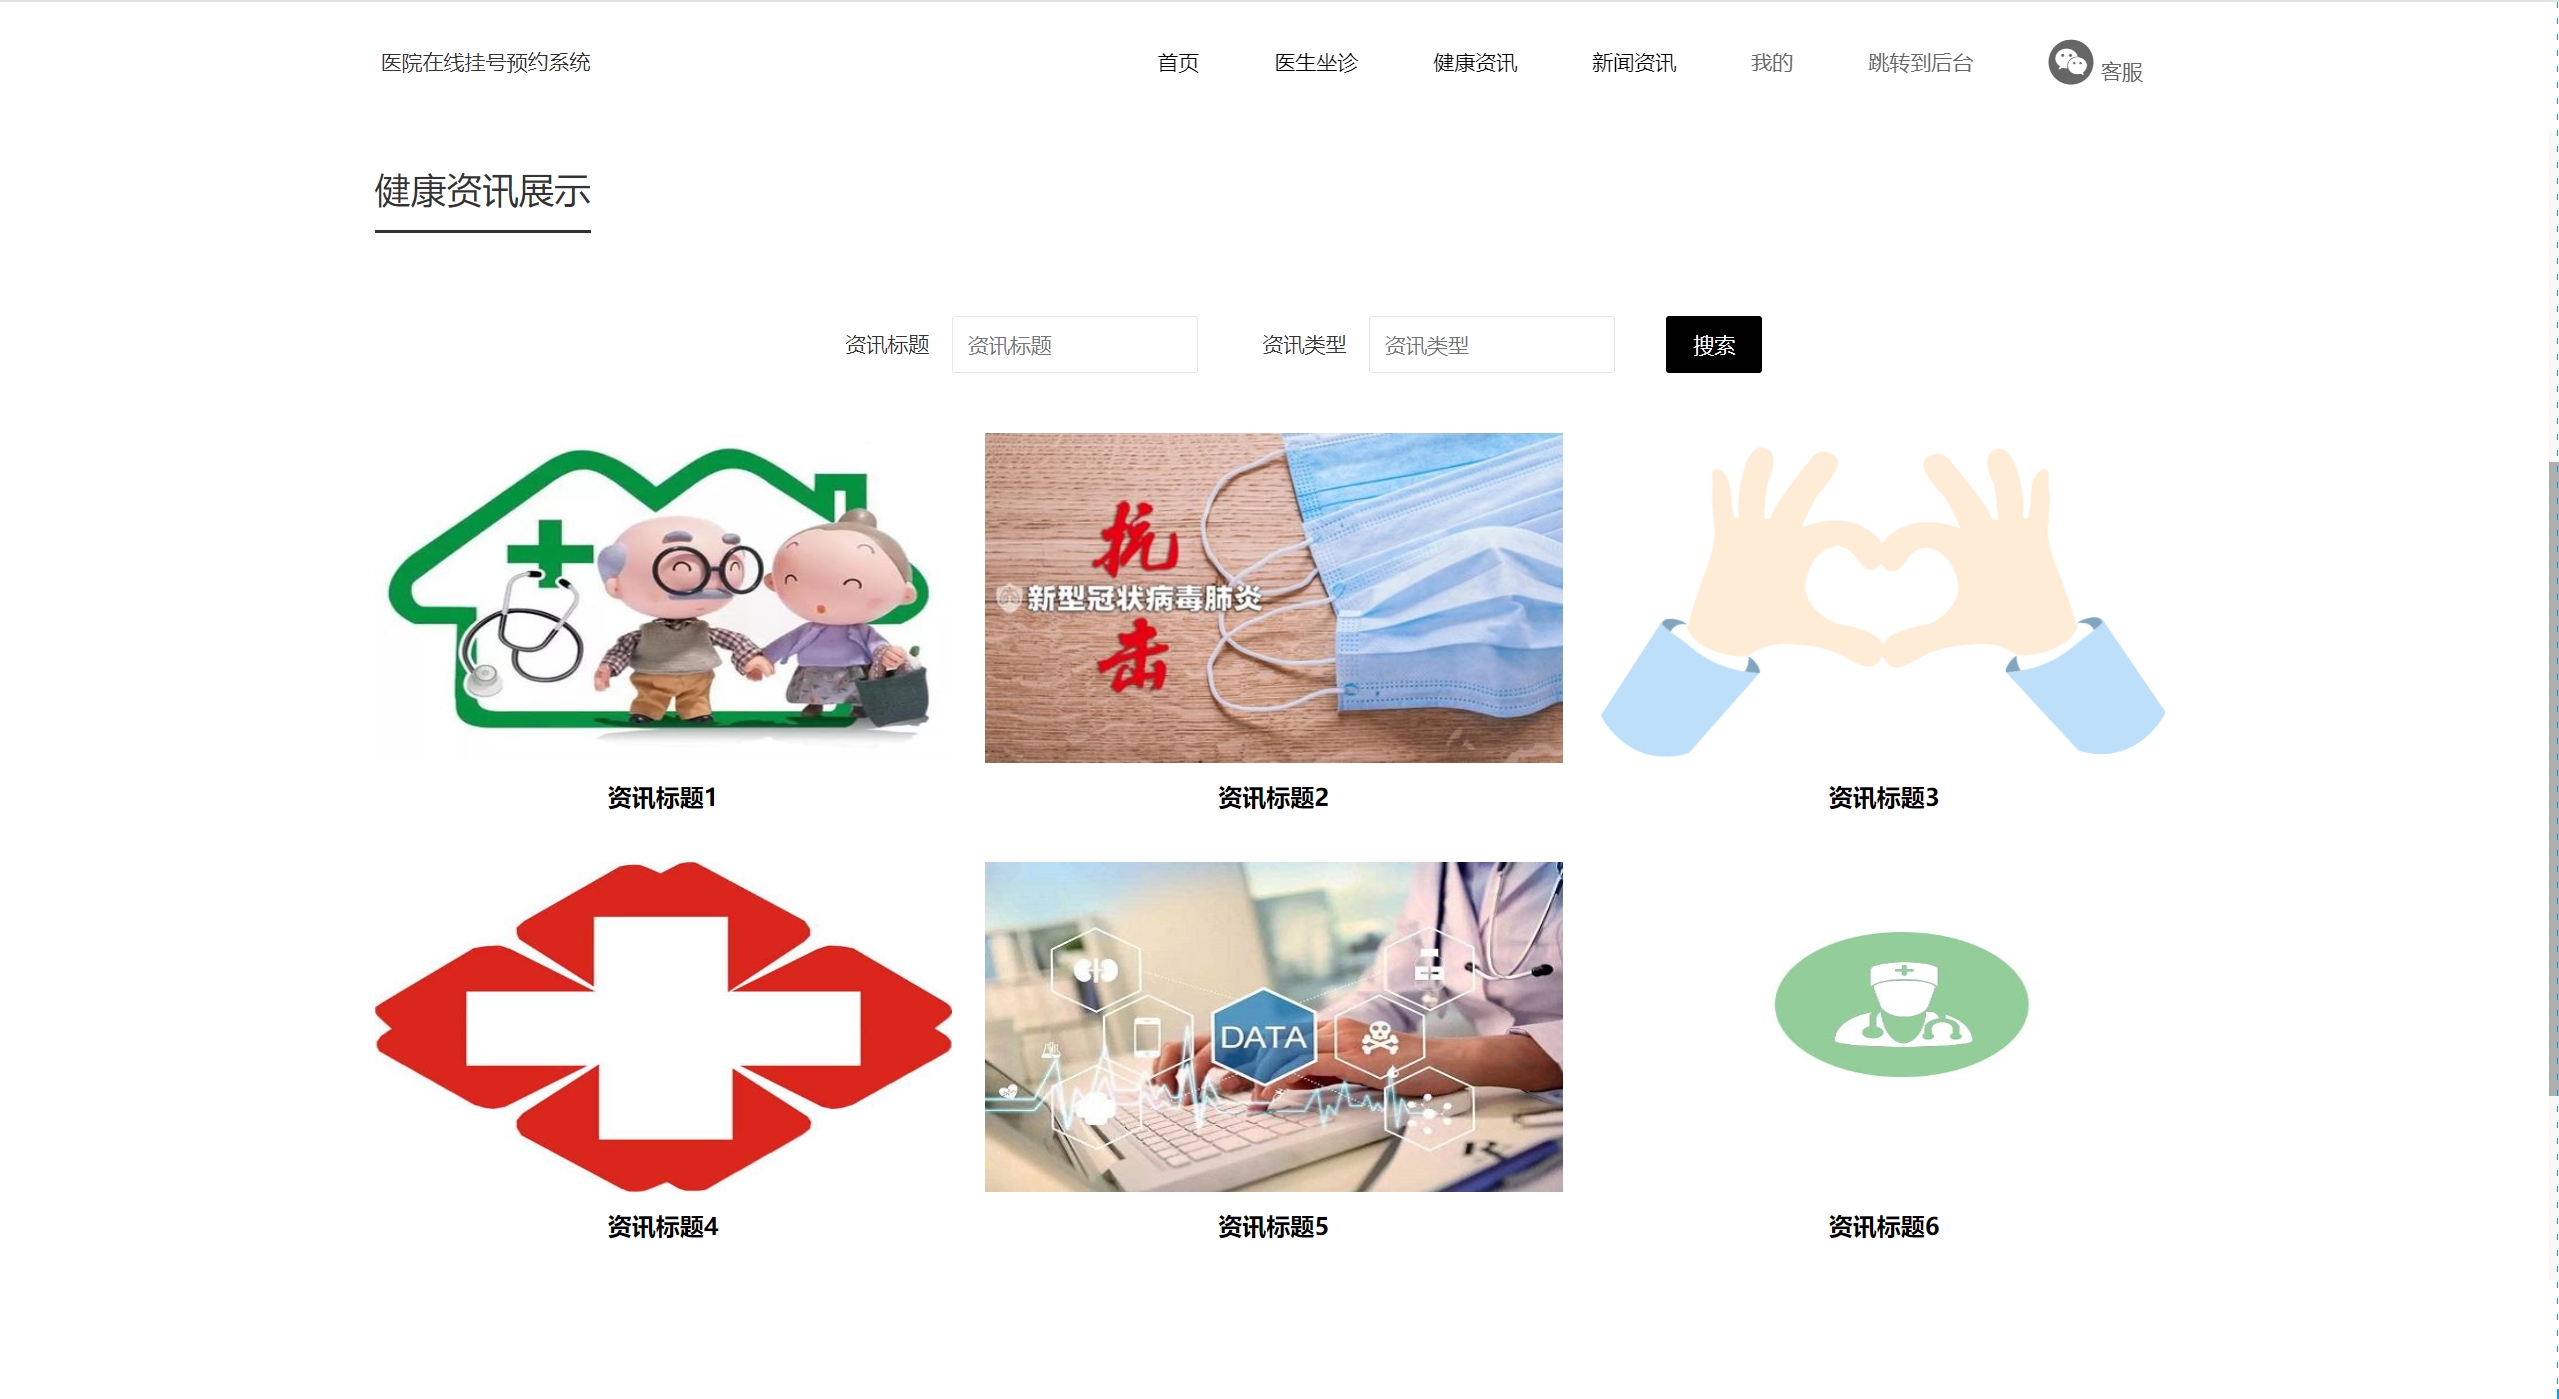 医院在线挂号预约系统
首页 医生坐诊 健康资讯 新闻资讯 我的 跳转到后台 客服
健康资讯展示
资讯标题 资讯标题 资讯类型 资讯类型 搜索
抗
新型冠状病毒肺炎
击
资讯标题1 资讯标题2 资讯标题3
DATA
资讯标题4 资讯标题5 资讯标题6